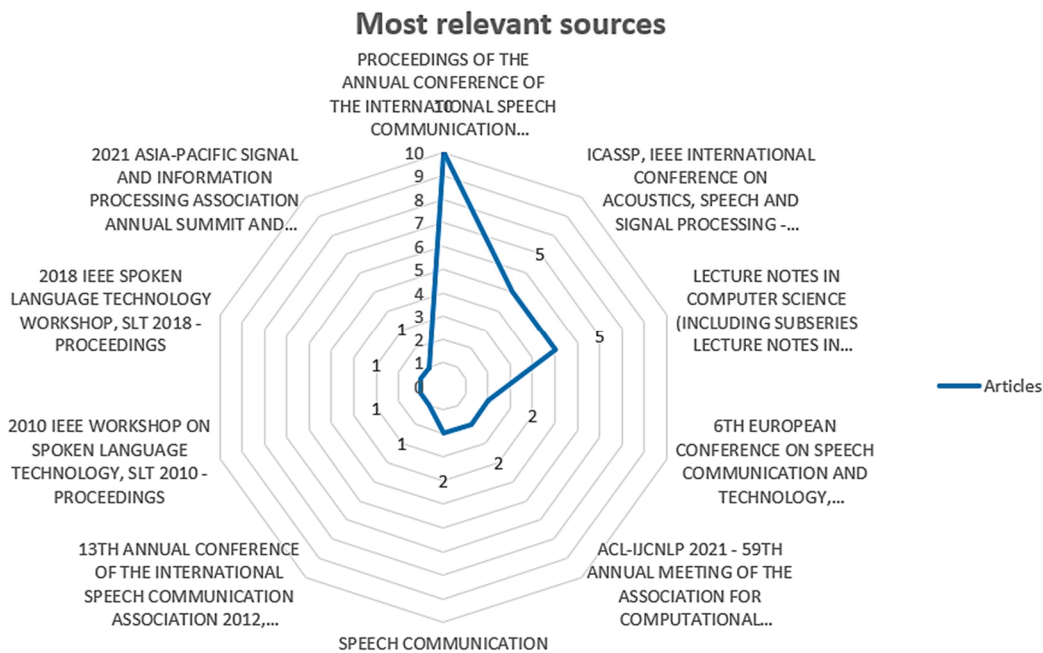 Most relevant sources
PROCEEDINGS OF THE
ANNUAL CONFERENCE OF
THE INTERNATIONAL SPEECH
10
COMMUNICATION...
ICASSP, IEEE INTERNATIONAL
CONFERENCE ON
ACOUSTICS, SPEECH AND
SIGNAL PROCESSING -...
5
LECTURE NOTES IN
COMPUTER SCIENCE
(INCLUDING SUBSERIES
LECTURE NOTES IN...
5
6TH EUROPEAN
CONFERENCE ON SPEECH
COMMUNICATION AND
TECHNOLOGY,...
2
ACL-IJCNLP 2021 - 59TH
ANNUAL MEETING OF THE
ASSOCIATION FOR
COMPUTATIONAL...
2
SPEECH COMMUNICATION
2
13TH ANNUAL CONFERENCE
OF THE INTERNATIONAL
SPEECH COMMUNICATION
ASSOCIATION 2012,...
1
2010 IEEE WORKSHOP ON
SPOKEN LANGUAGE
TECHNOLOGY, SLT 2010 -
PROCEEDINGS
1
2018 IEEE SPOKEN
LANGUAGE TECHNOLOGY
WORKSHOP, SLT 2018 -
PROCEEDINGS
1
2021 ASIA-PACIFIC SIGNAL
AND INFORMATION
PROCESSING ASSOCIATION
ANNUAL SUMMIT AND...
1
10
9
8
7
6
5
4
3
2
1
0
Articles